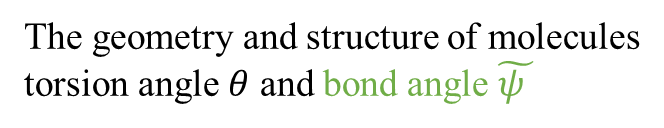 The geometry and structure of molecules
torsion angle θ and bond angle ψ̃